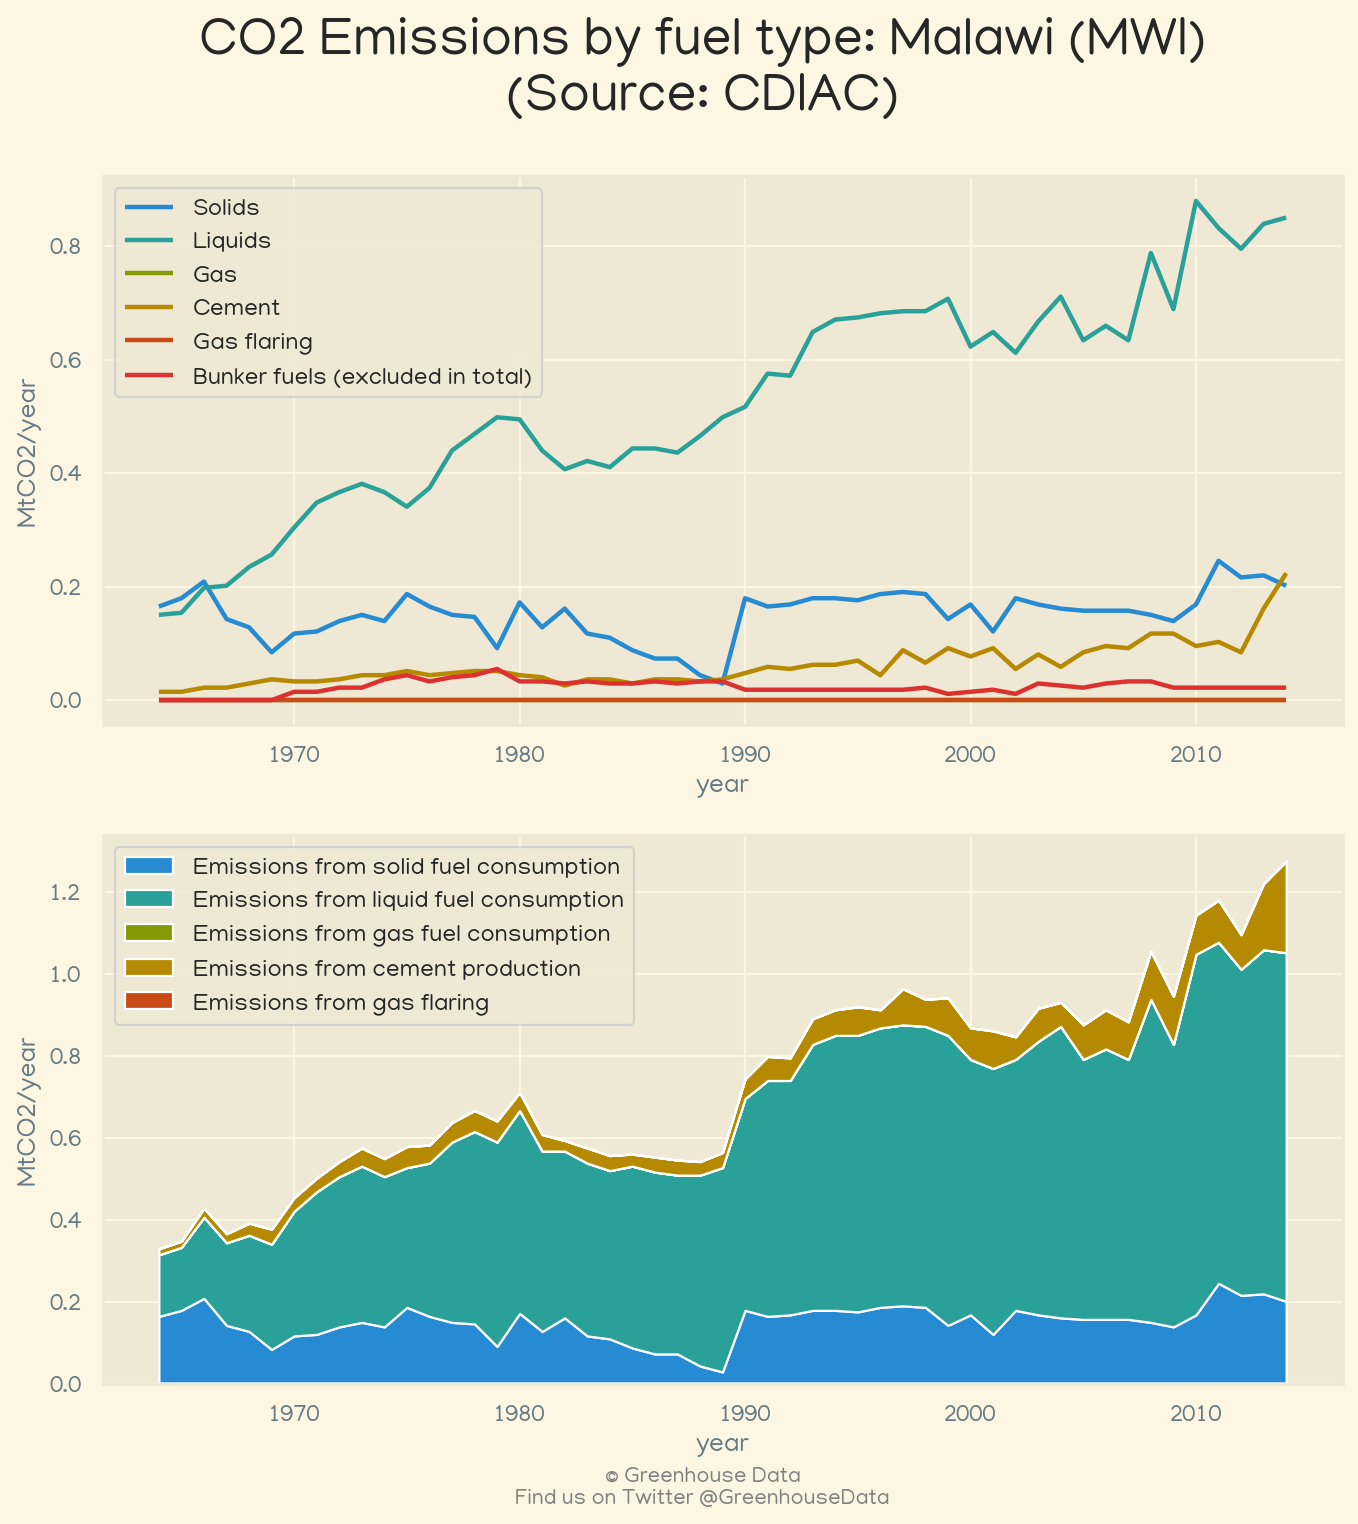 CO2 Emissions by fuel type: Malawi (MWI)
(Source: CDIAC)
Solids
Liquids
Gas
Cement
Gas flaring
Bunker fuels (excluded in total)
MtCO2/year
0.8
0.6
0.4
0.2
0.0
1970 1980 1990 2000 2010
year
Emissions from solid fuel consumption
Emissions from liquid fuel consumption
Emissions from gas fuel consumption
Emissions from cement production
Emissions from gas flaring
MtCO2/year
1.2
1.0
0.8
0.6
0.4
0.2
0.0
1970 1980 1990 2000 2010
year
© Greenhouse Data
Find us on Twitter @GreenhouseData